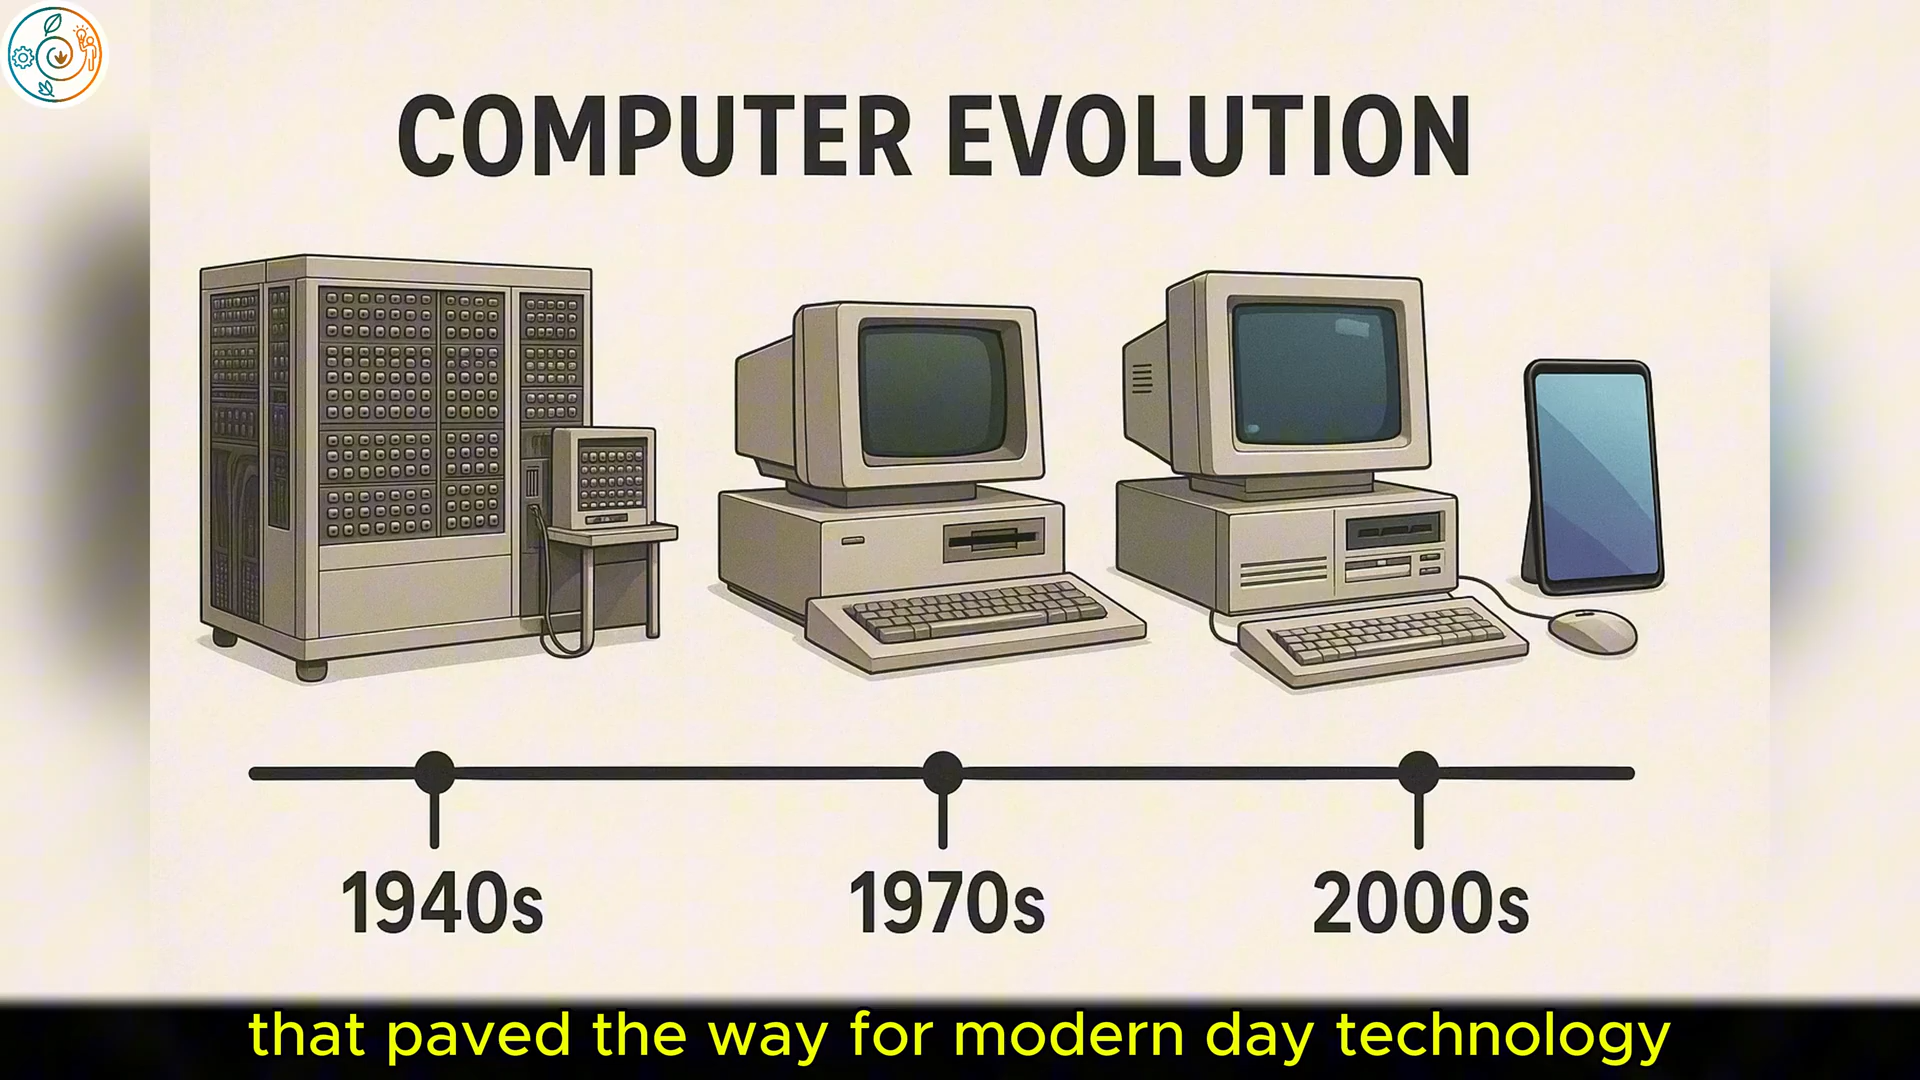 COMPUTER EVOLUTION
1940s 1970s 2000s
that paved the way for modern day technology